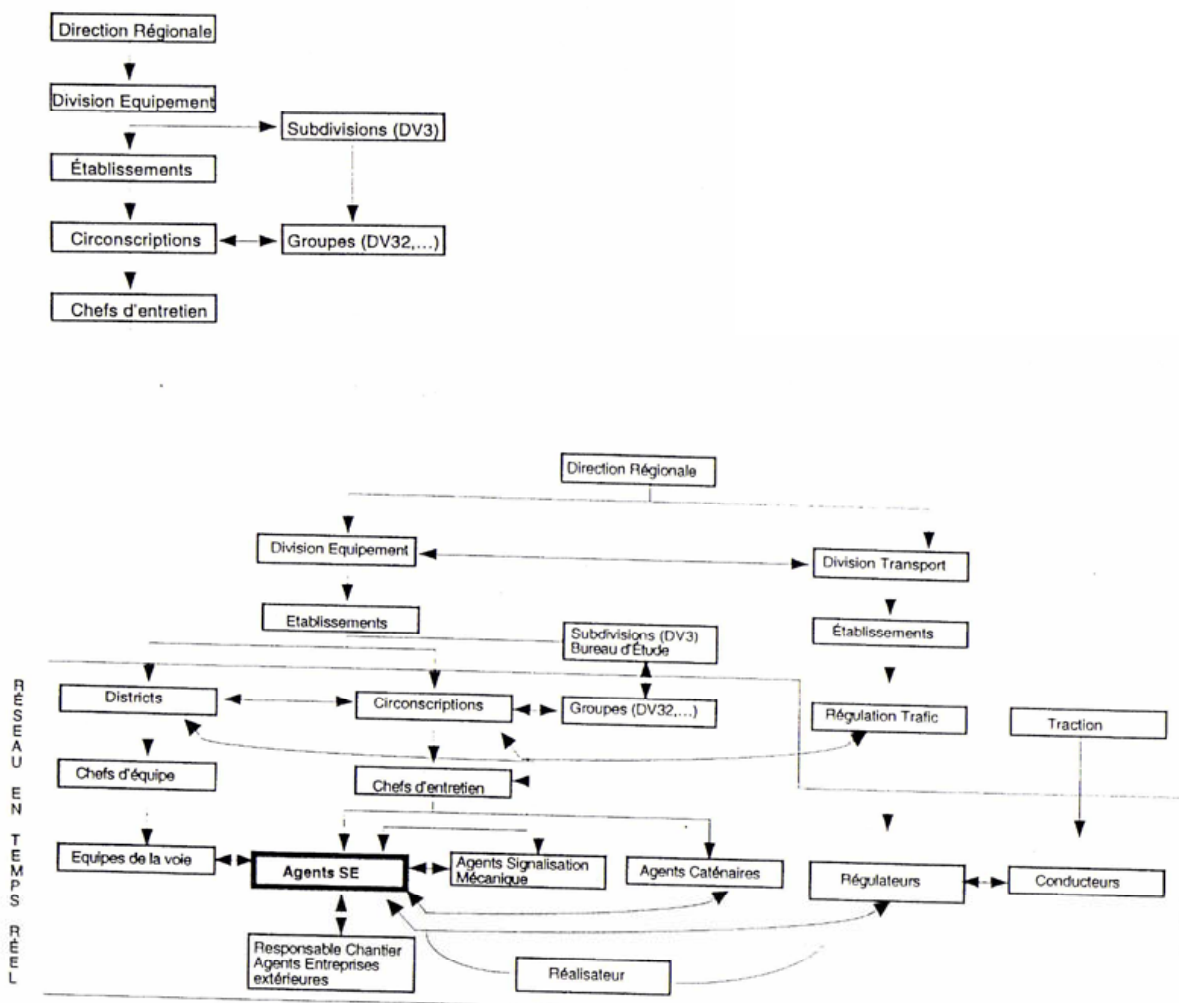 Direction Régionale
Division Equipement
Subdivisions (DV3)
Établissements
Circonscriptions
Groupes (DV32,...)
Chefs d'entretien
Direction Régionale
Division Equipement
Division Transport
Etablissements
Subdivisions (DV3)
Bureau d'Étude
Établissements
RÉSEAU EN TEMPS RÉEL
Districts
Circonscriptions
Groupes (DV32,...)
Régulation Trafic
Traction
Chefs d'équipe
Chefs d'entretien
Equipes de la voie
Agents SE
Agents Signalisation
Mécanique
Agents Caténaires
Régulateurs
Conducteurs
Responsable Chantier
Agents Entreprises
extérieures
Réalisateur